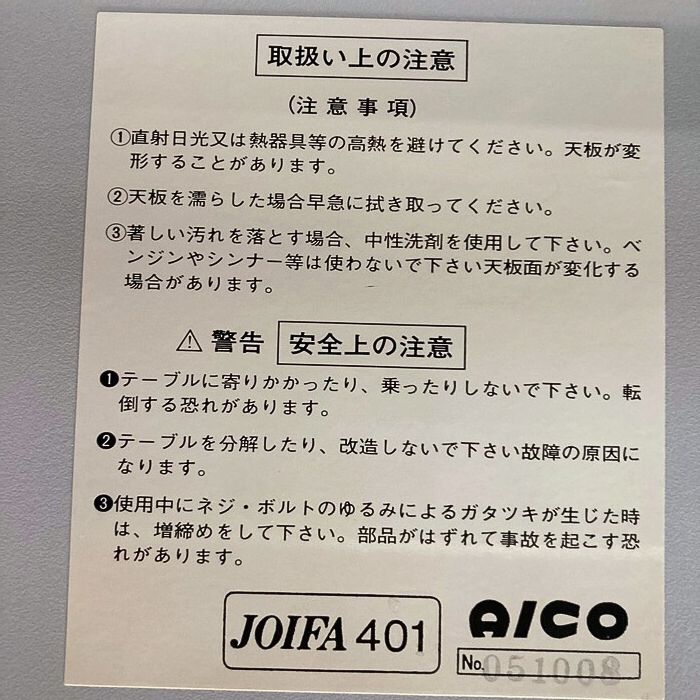 取扱い上の注意
(注意事項)
①直射日光又は熱器具等の高熱を避けてください。天板が変
形することがあります。
②天板を濡らした場合早急に拭き取ってください。
③著しい汚れを落とす場合、中性洗剤を使用して下さい。ベ
ンジンやシンナー等は使わないで下さい天板面が変化する
場合があります。
⚠ 警告 安全上の注意
❶テーブルに寄りかかったり、乗ったりしないで下さい。転
倒する恐れがあります。
❷テーブルを分解したり、改造しないで下さい故障の原因に
なります。
❸使用中にネジ・ボルトのゆるみによるガタツキが生じた時
は、増締めをして下さい。部品がはずれて事故を起こす恐
れがあります。
JOIFA 401
AICO
No.051008